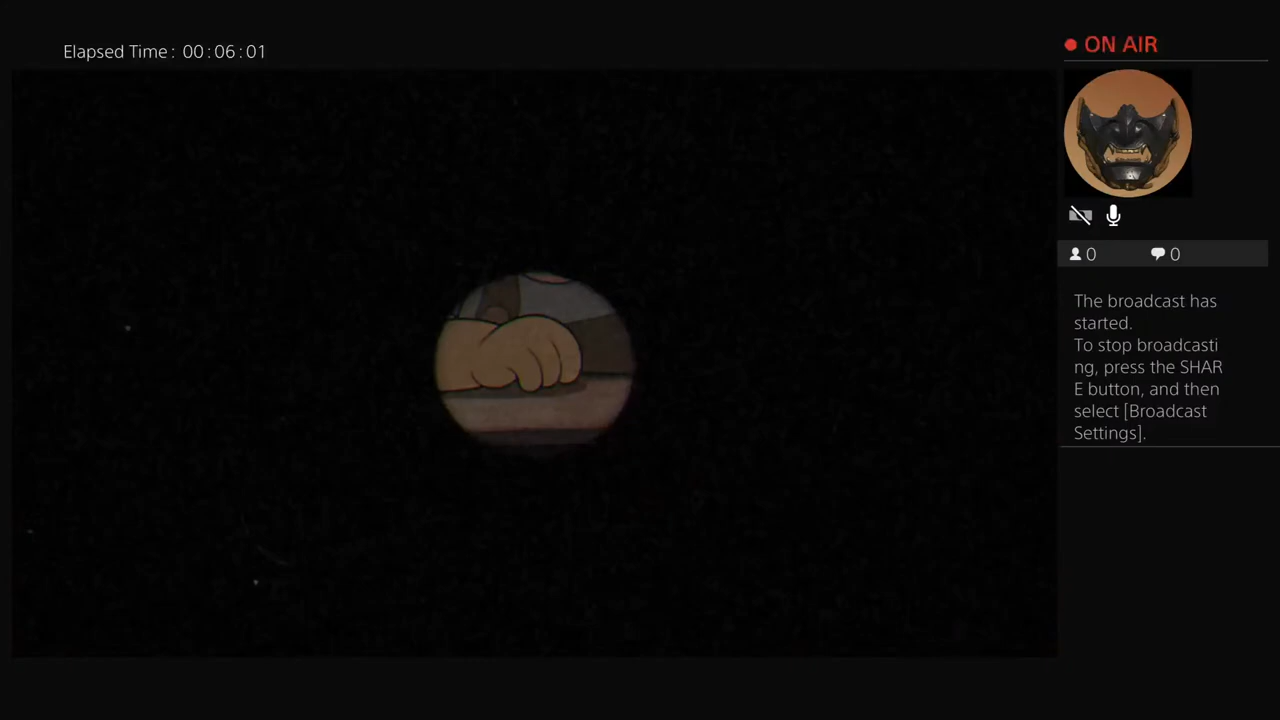 Elapsed Time: 00:06:01
ON AIR
0 0
The broadcast has
started.
To stop broadcasti
ng, press the SHAR
E button, and then
select [Broadcast
Settings].